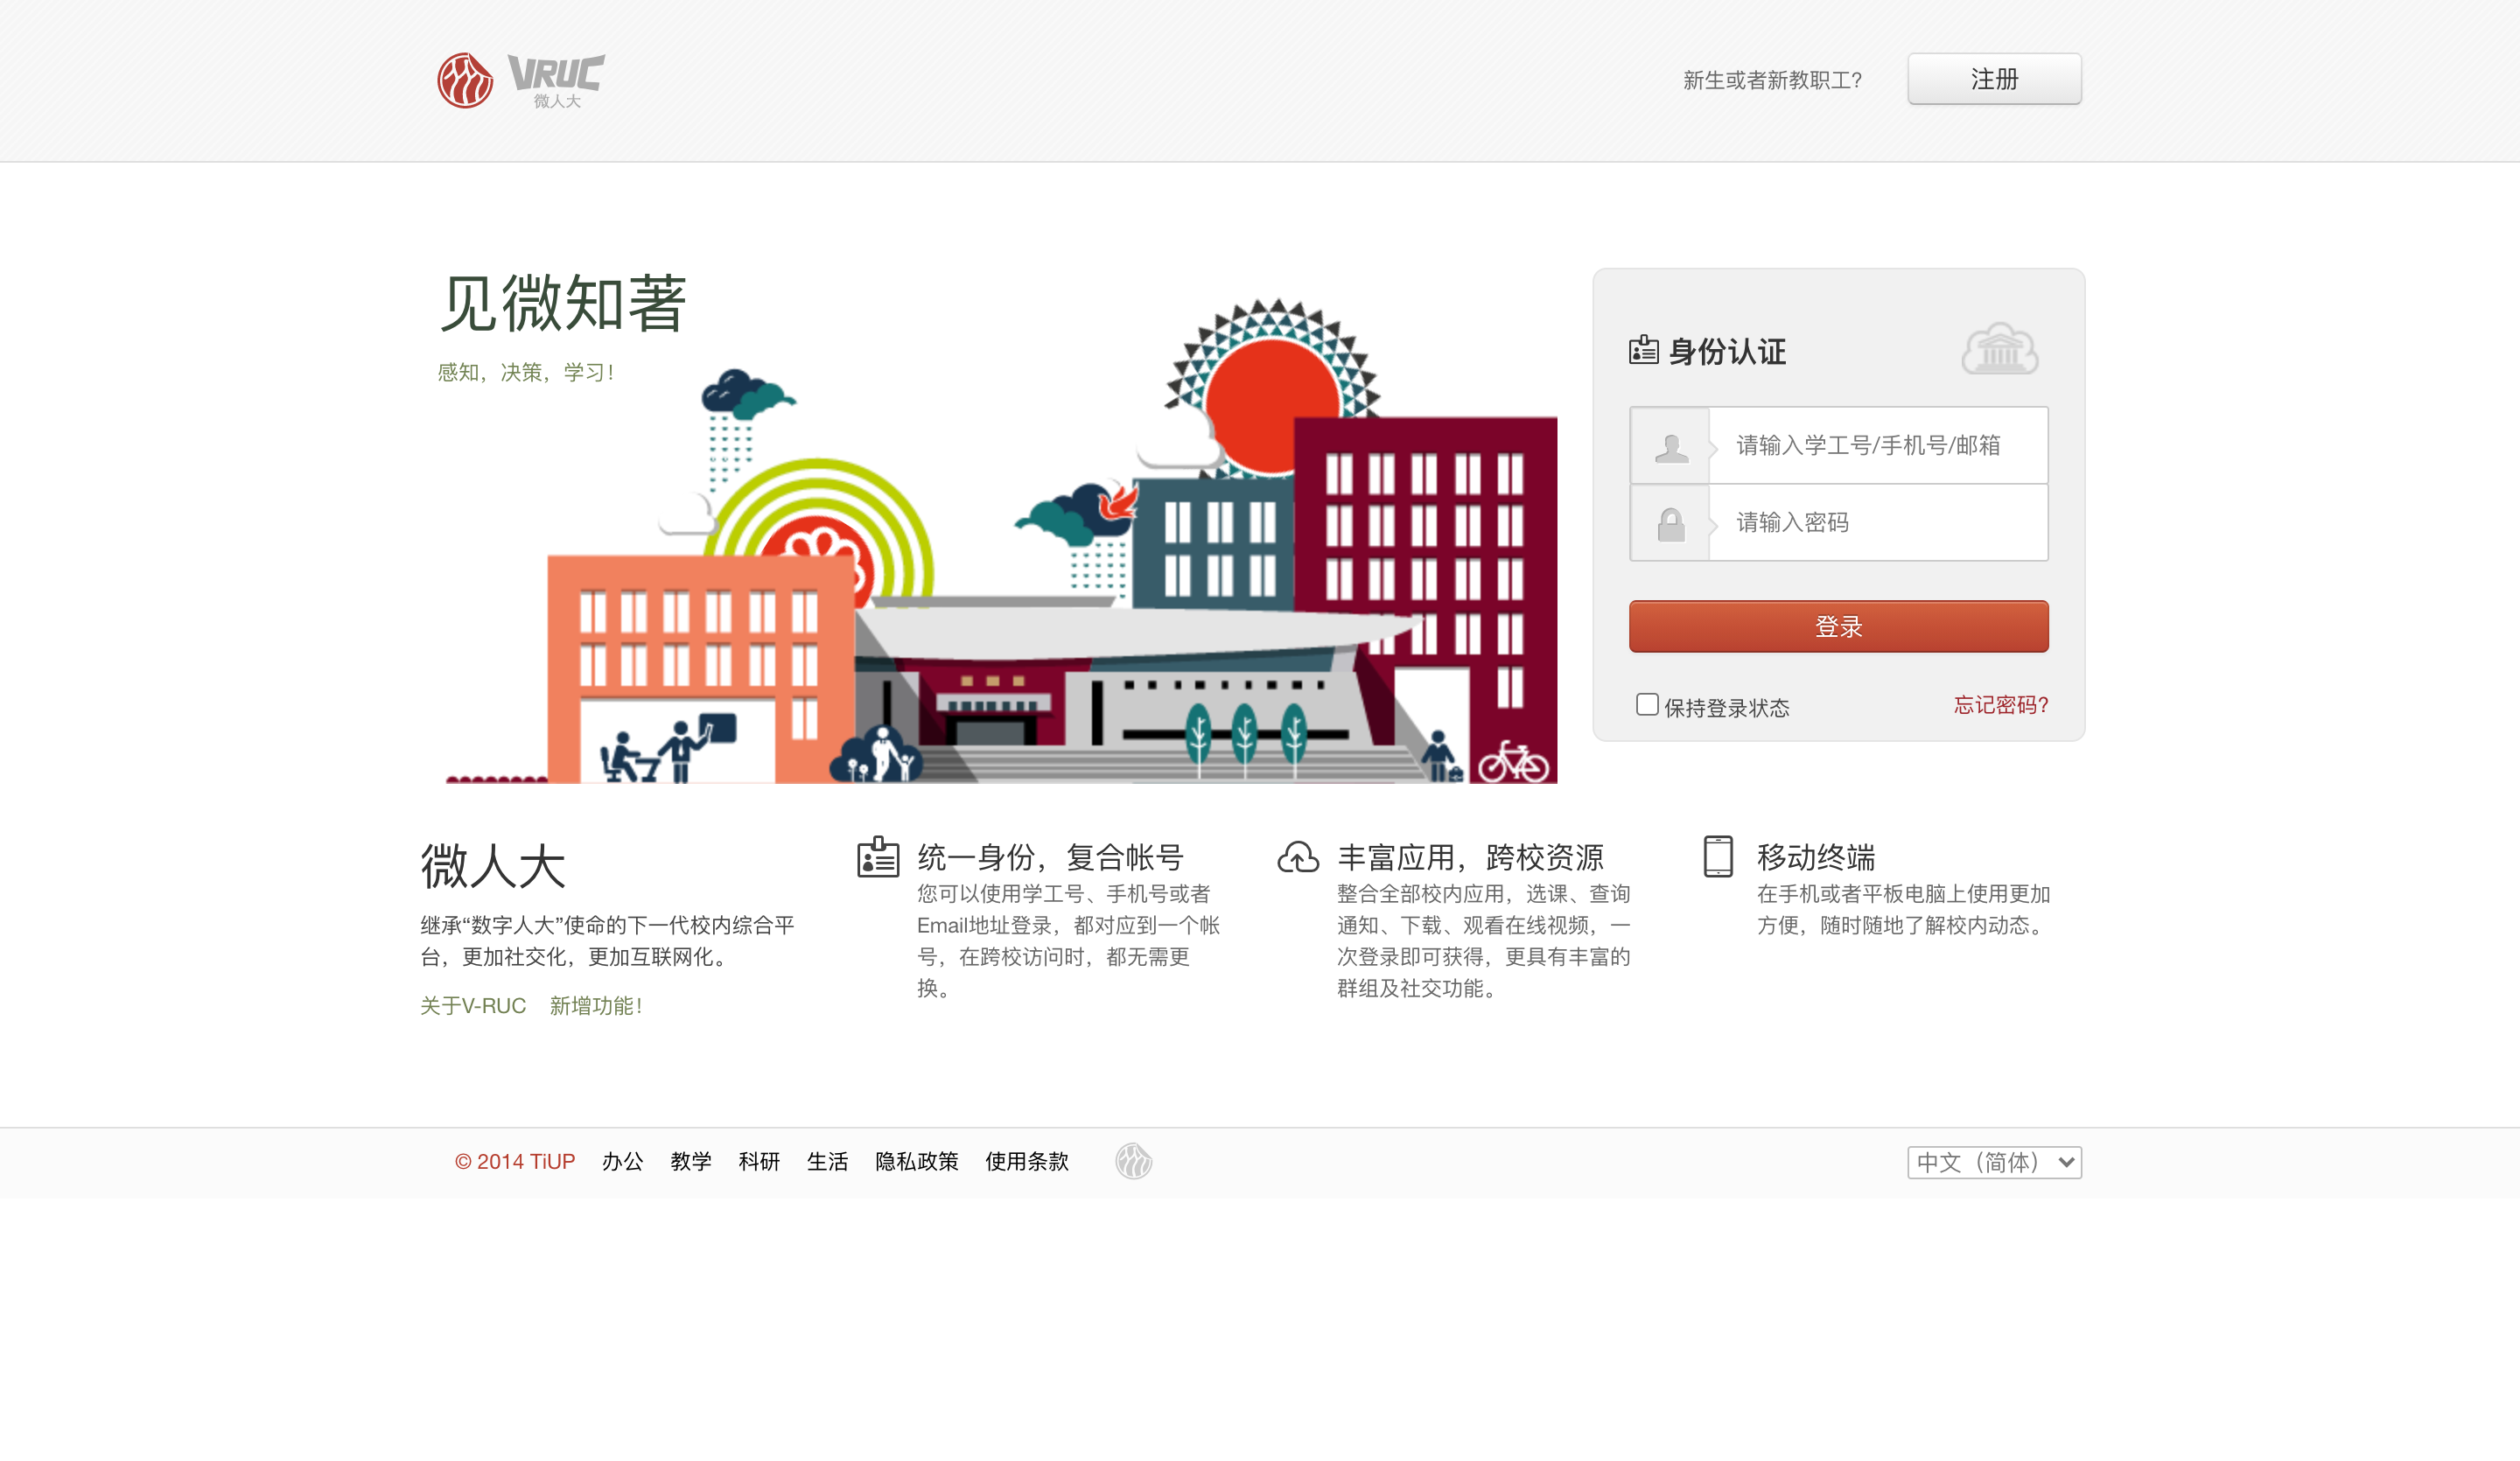 VRUC
微人大
新生或者新教职工?
注册
见微知著
感知，决策，学习！
身份认证
请输入学工号/手机号/邮箱
请输入密码
登录
保持登录状态
忘记密码?
微人大
继承“数字人大”使命的下一代校内综合平
台，更加社交化，更加互联网化。
关于V-RUC 新增功能！
统一身份，复合帐号
您可以使用学工号、手机号或者
Email地址登录，都对应到一个帐
号，在跨校访问时，都无需更
换。
丰富应用，跨校资源
整合全部校内应用，选课、查询
通知、下载、观看在线视频，一
次登录即可获得，更具有丰富的
群组及社交功能。
移动终端
在手机或者平板电脑上使用更加
方便，随时随地了解校内动态。
© 2014 TiUP 办公 教学 科研 生活 隐私政策 使用条款
中文（简体）